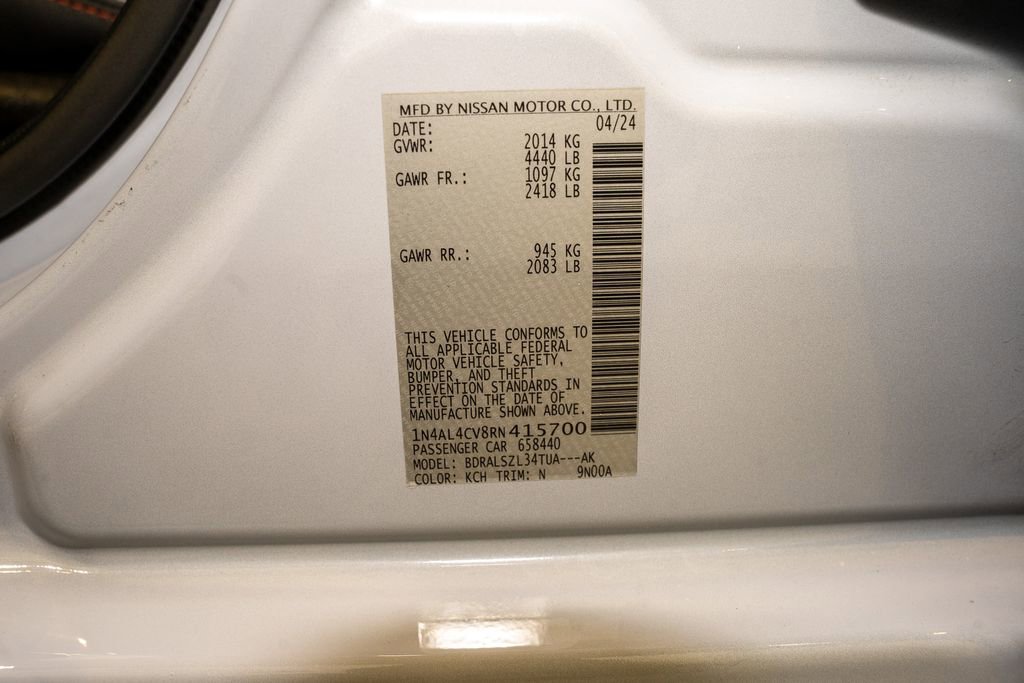 MFD BY NISSAN MOTOR CO., LTD.
DATE: 04/24
GVWR: 2014 KG
4440 LB
GAWR FR.: 1097 KG
2418 LB
GAWR RR.: 945 KG
2083 LB
THIS VEHICLE CONFORMS TO
ALL APPLICABLE FEDERAL
MOTOR VEHICLE SAFETY,
BUMPER, AND THEFT
PREVENTION STANDARDS IN
EFFECT ON THE DATE OF
MANUFACTURE SHOWN ABOVE.
1N4AL4CV8RN415700
PASSENGER CAR 658440
MODEL: BDRALSZL34TUA---AK
COLOR: KCH TRIM: N 9N00A